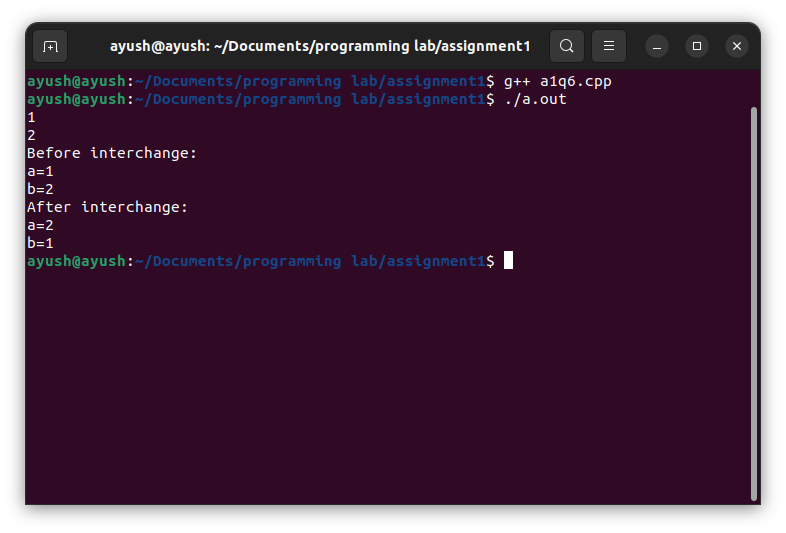 ayush@ayush: ~/Documents/programming lab/assignment1
ayush@ayush:~/Documents/programming lab/assignment1$ g++ a1q6.cpp
ayush@ayush:~/Documents/programming lab/assignment1$ ./a.out
1
2
Before interchange:
a=1
b=2
After interchange:
a=2
b=1
ayush@ayush:~/Documents/programming lab/assignment1$